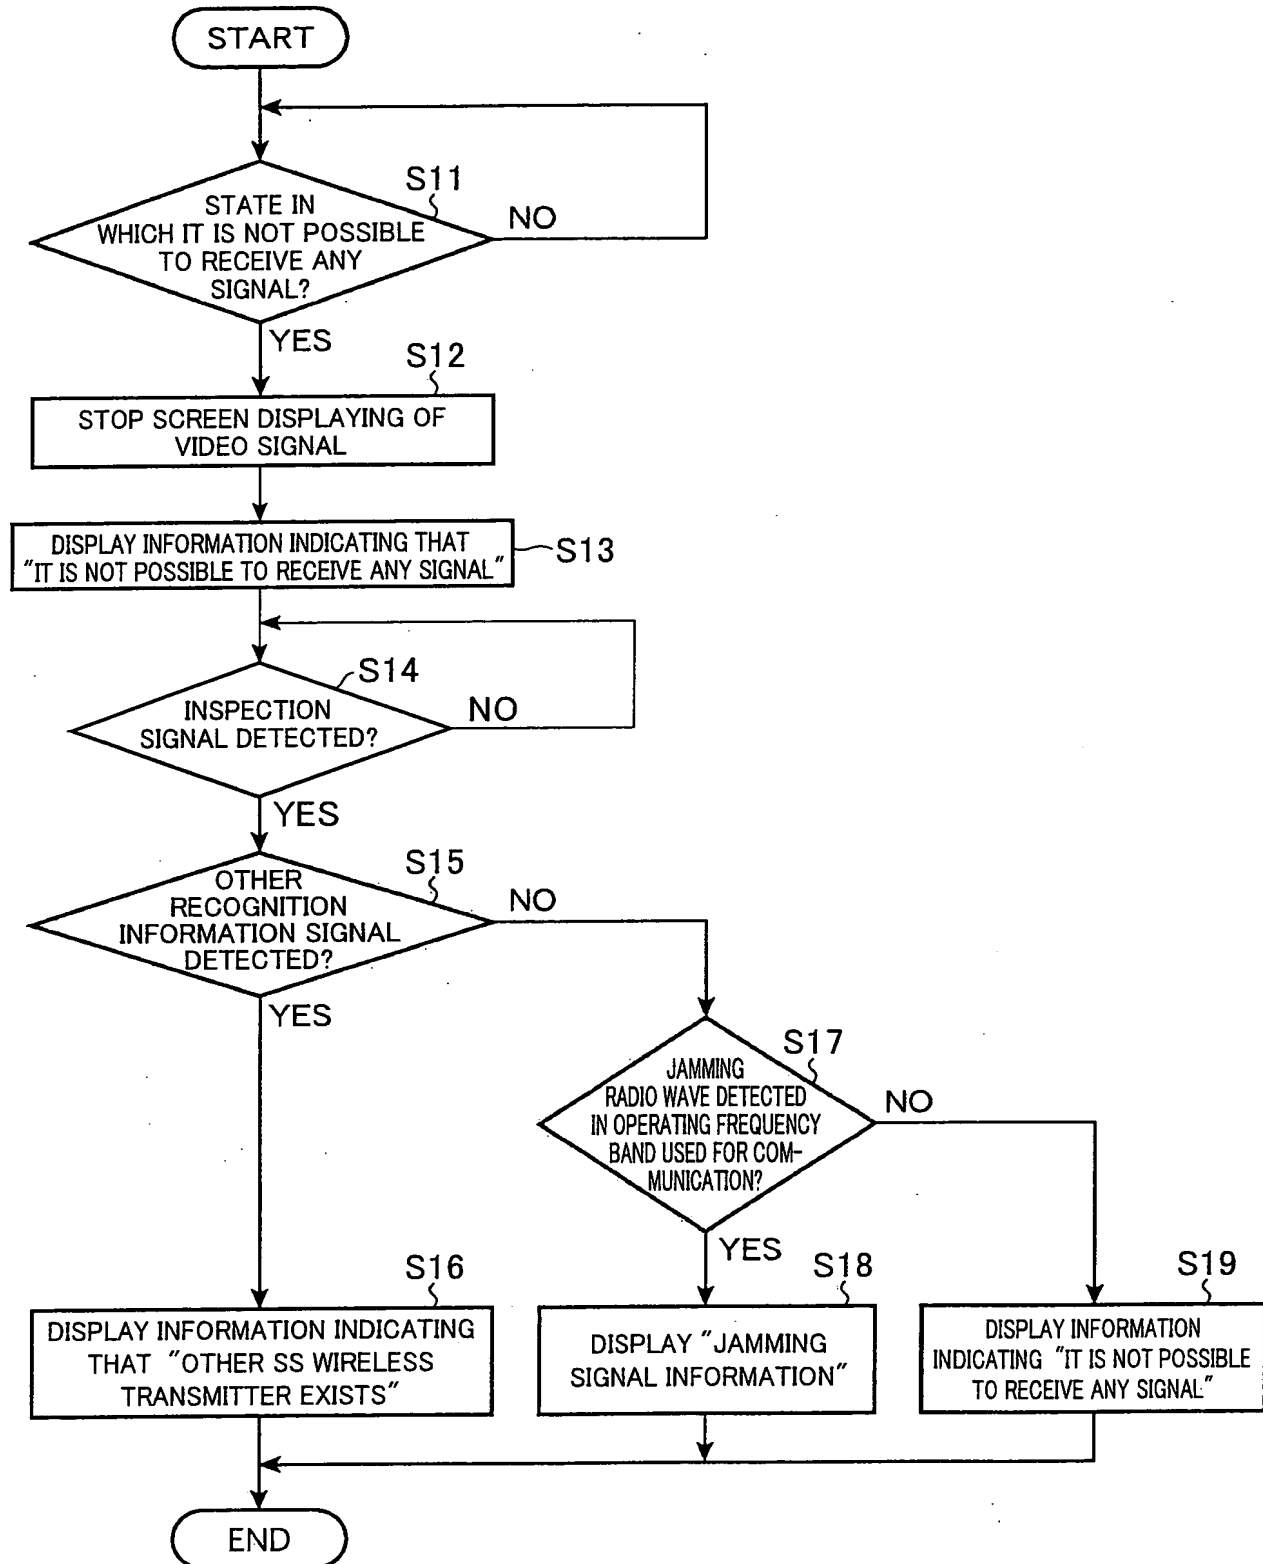 START
S11
STATE IN
WHICH IT IS NOT POSSIBLE
TO RECEIVE ANY
SIGNAL?
NO
YES
S12
STOP SCREEN DISPLAYING OF
VIDEO SIGNAL
DISPLAY INFORMATION INDICATING THAT
"IT IS NOT POSSIBLE TO RECEIVE ANY SIGNAL"
S13
S14
INSPECTION
SIGNAL DETECTED?
NO
YES
S15
OTHER
RECOGNITION
INFORMATION SIGNAL
DETECTED?
NO
YES
S17
JAMMING
RADIO WAVE DETECTED
IN OPERATING FREQUENCY
BAND USED FOR COM-
MUNICATION?
NO
YES
S16
DISPLAY INFORMATION INDICATING
THAT "OTHER SS WIRELESS
TRANSMITTER EXISTS"
S18
DISPLAY "JAMMING
SIGNAL INFORMATION"
S19
DISPLAY INFORMATION
INDICATING "IT IS NOT POSSIBLE
TO RECEIVE ANY SIGNAL"
END